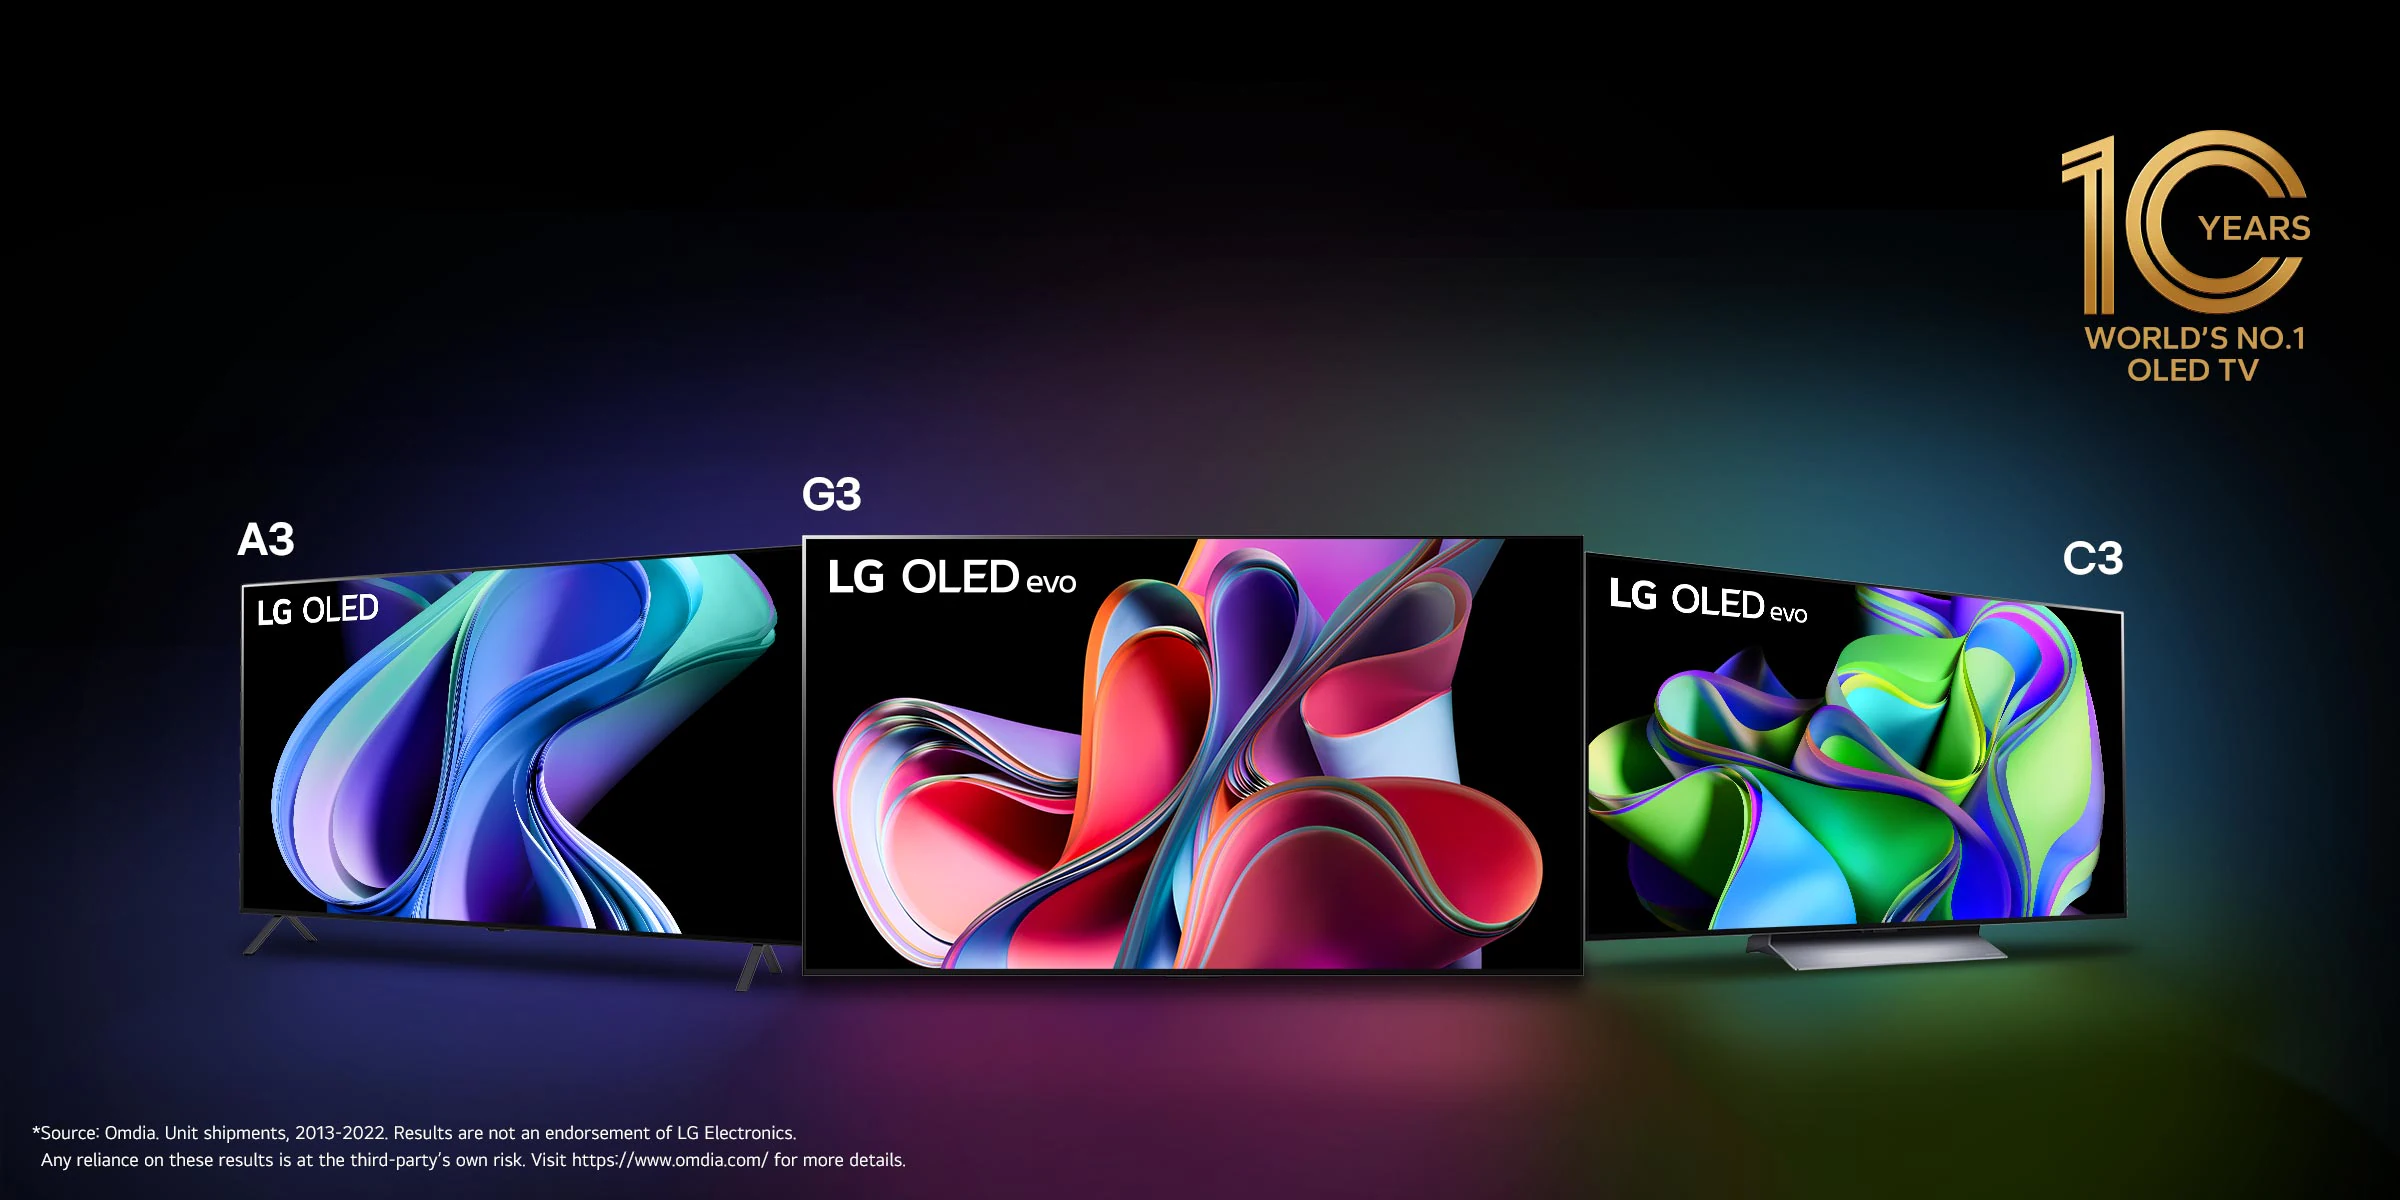 10
YEARS
WORLD'S NO.1
OLED TV
A3
LG OLED
G3
LG OLED evo
C3
LG OLED evo
*Source: Omdia. Unit shipments, 2013-2022. Results are not an endorsement of LG Electronics.
Any reliance on these results is at the third-party's own risk. Visit https://www.omdia.com/ for more details.